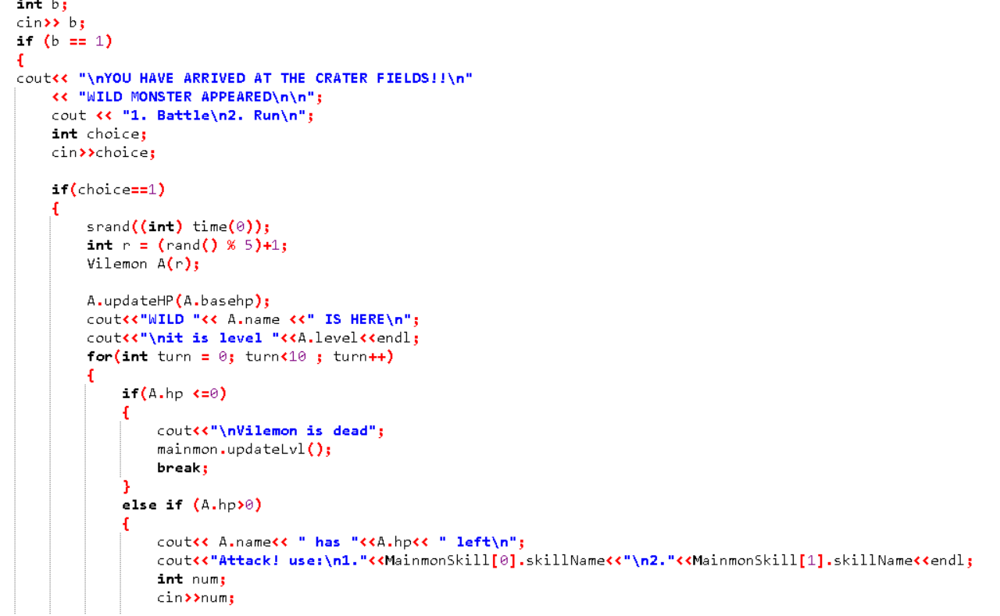 int b;
cin>> b;
if (b == 1)
{
cout<< "\nYOU HAVE ARRIVED AT THE CRATER FIELDS!!\n"
    << "WILD MONSTER APPEARED\n\n";
    cout << "1. Battle\n2. Run\n";
    int choice;
    cin>>choice;

    if(choice==1)
    {
        srand((int) time(0));
        int r = (rand() % 5)+1;
        Vilemon A(r);

        A.updateHP(A.basehp);
        cout<<"WILD "<< A.name <<" IS HERE\n";
        cout<<"\nit is level "<<A.level<<endl;
        for(int turn = 0; turn<10 ; turn++)
        {
            if(A.hp <=0)
            {
                cout<<"\nVilemon is dead";
                mainmon.updateLvl();
                break;
            }
            else if (A.hp>0)
            {
                cout<< A.name<< " has "<<A.hp<< " left\n";
                cout<<"Attack! use:\n1."<<MainmonSkill[0].skillName<<"\n2."<<MainmonSkill[1].skillName<<endl;
                int num;
                cin>>num;